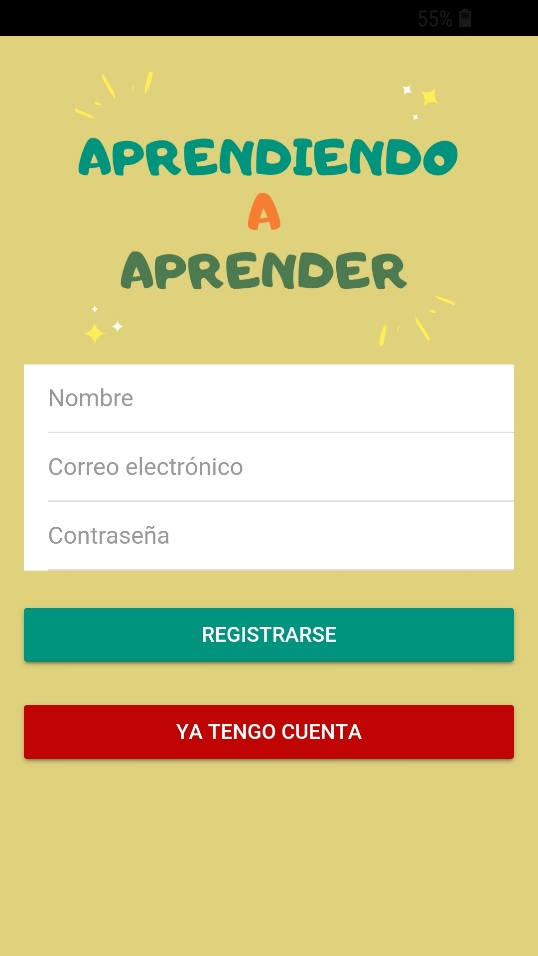 55%
APRENDIENDO
A
APRENDER
Nombre
Correo electrónico
Contraseña
REGISTRARSE
YA TENGO CUENTA